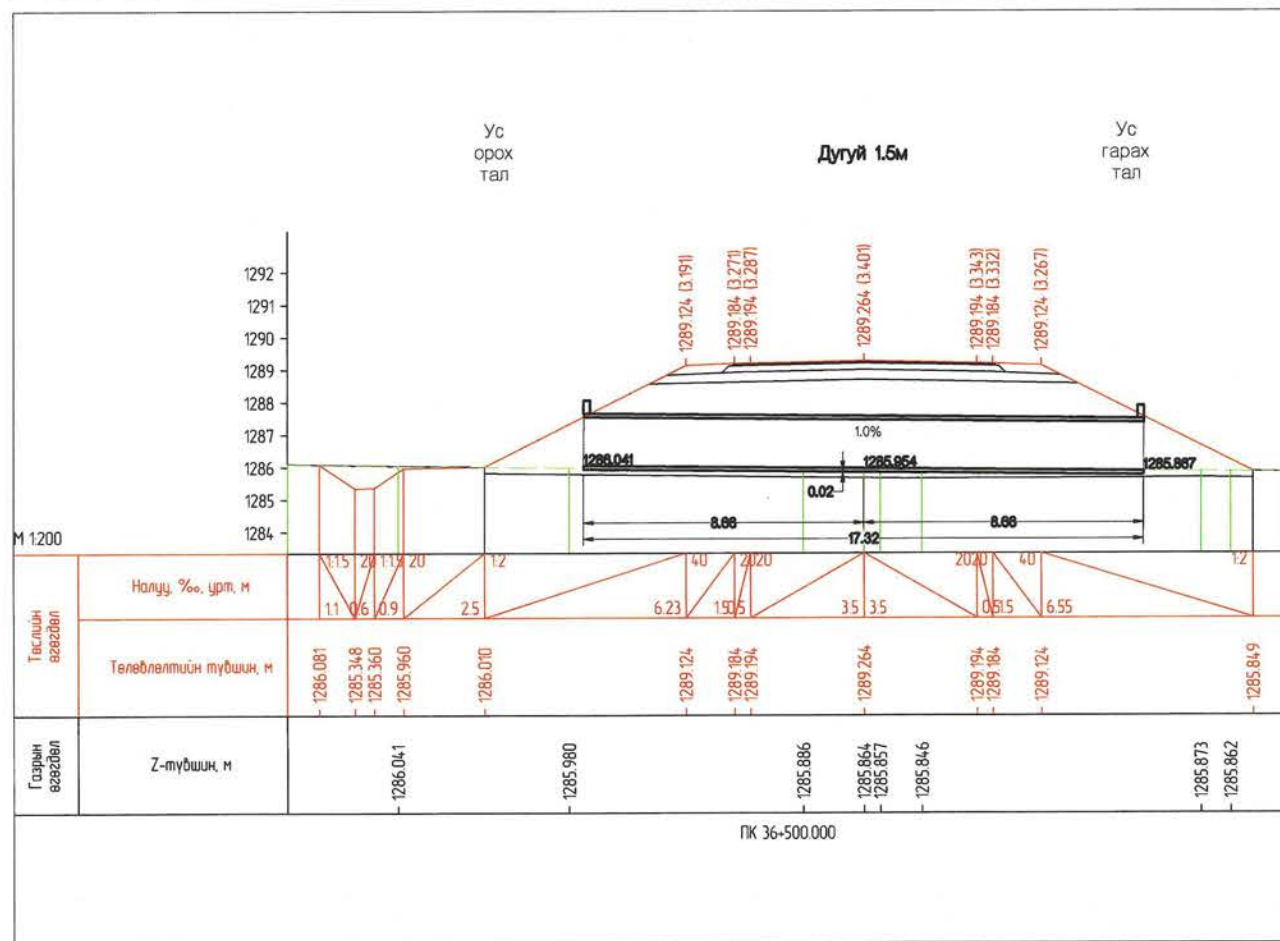 Ус
орох
тал
Дугуй 1.5м
Ус
гарах
тал
1289.124 (3.191)
1289.184 (3.271)
1289.194 (3.287)
1289.264 (3.401)
1289.194 (3.343)
1289.184 (3.332)
1289.124 (3.267)
1292
1291
1290
1289
1288
1287
1286
1285
1284
1.0%
1286.041
1285.954
1285.867
0.02
8.66
8.66
17.32
М 1:200
Төслийн өгөгдөл
Налуу, ‰, урт, м
1:1.5 20 1:1.5 20 1:2 40 20 20 20 20 40 1:2
1.1 0.6 0.9 2.5 6.23 1.5 0.5 3.5 3.5 0.5 1.5 6.55
Төлөвлөлтийн түвшин, м
1286.081 1285.348 1285.360 1285.960 1286.010 1289.124 1289.184 1289.194 1289.264 1289.194 1289.184 1289.124 1285.849
Газрын өгөгдөл
Z-түвшин, м
1286.041 1285.980 1285.886 1285.864 1285.857 1285.846 1285.873 1285.862
ПК 36+500.000